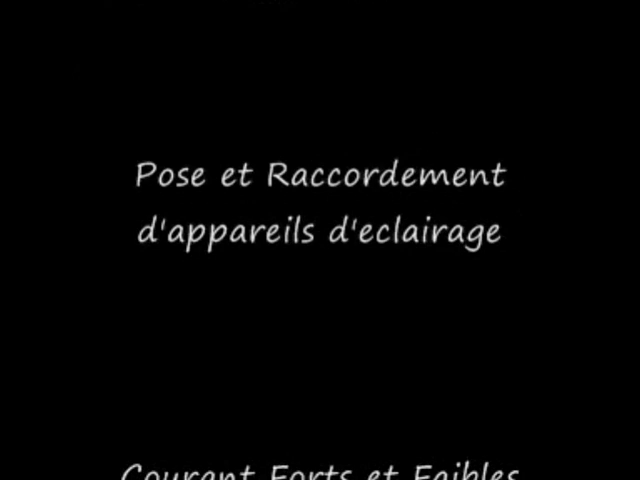 Pose et Raccordement
d'appareils d'eclairage
Courant Forts et Faibles